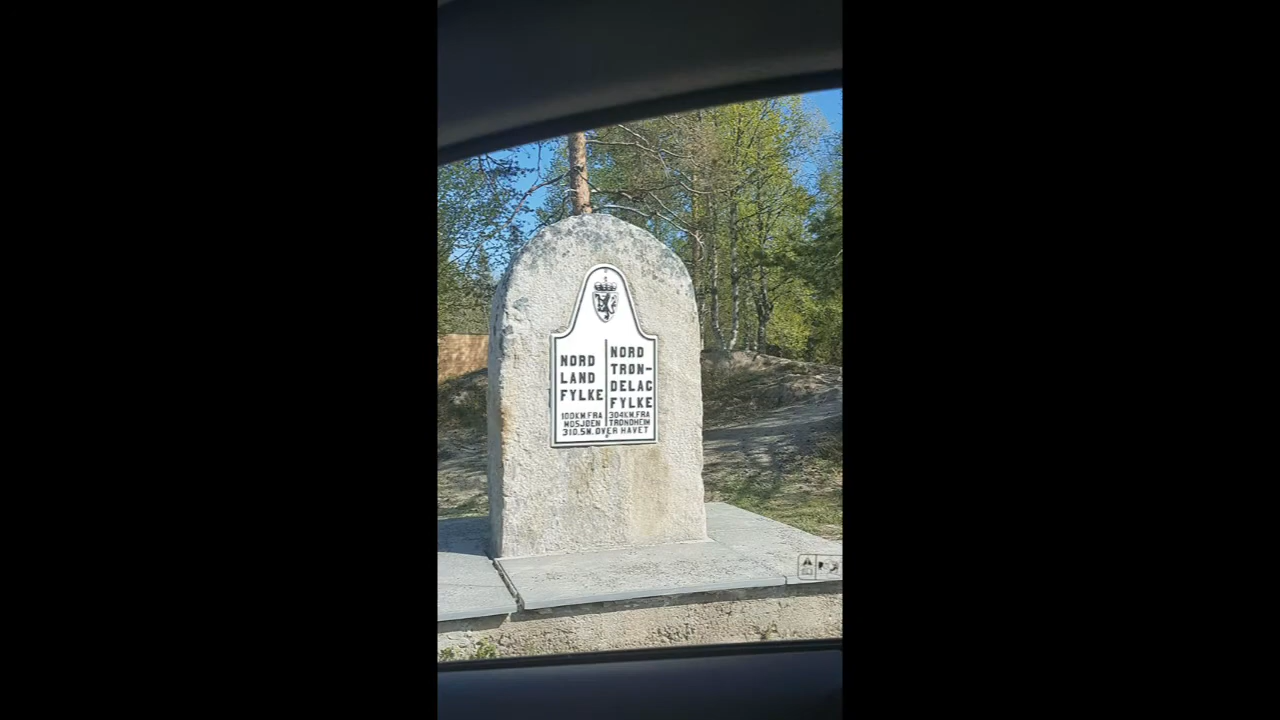 NORD
LAND
FYLKE
100KM.FRA
MOSJØEN
NORD
TRØN-
DELAG
FYLKE
304KM.FRA
TRONDHEIM
310.5M. OVER HAVET